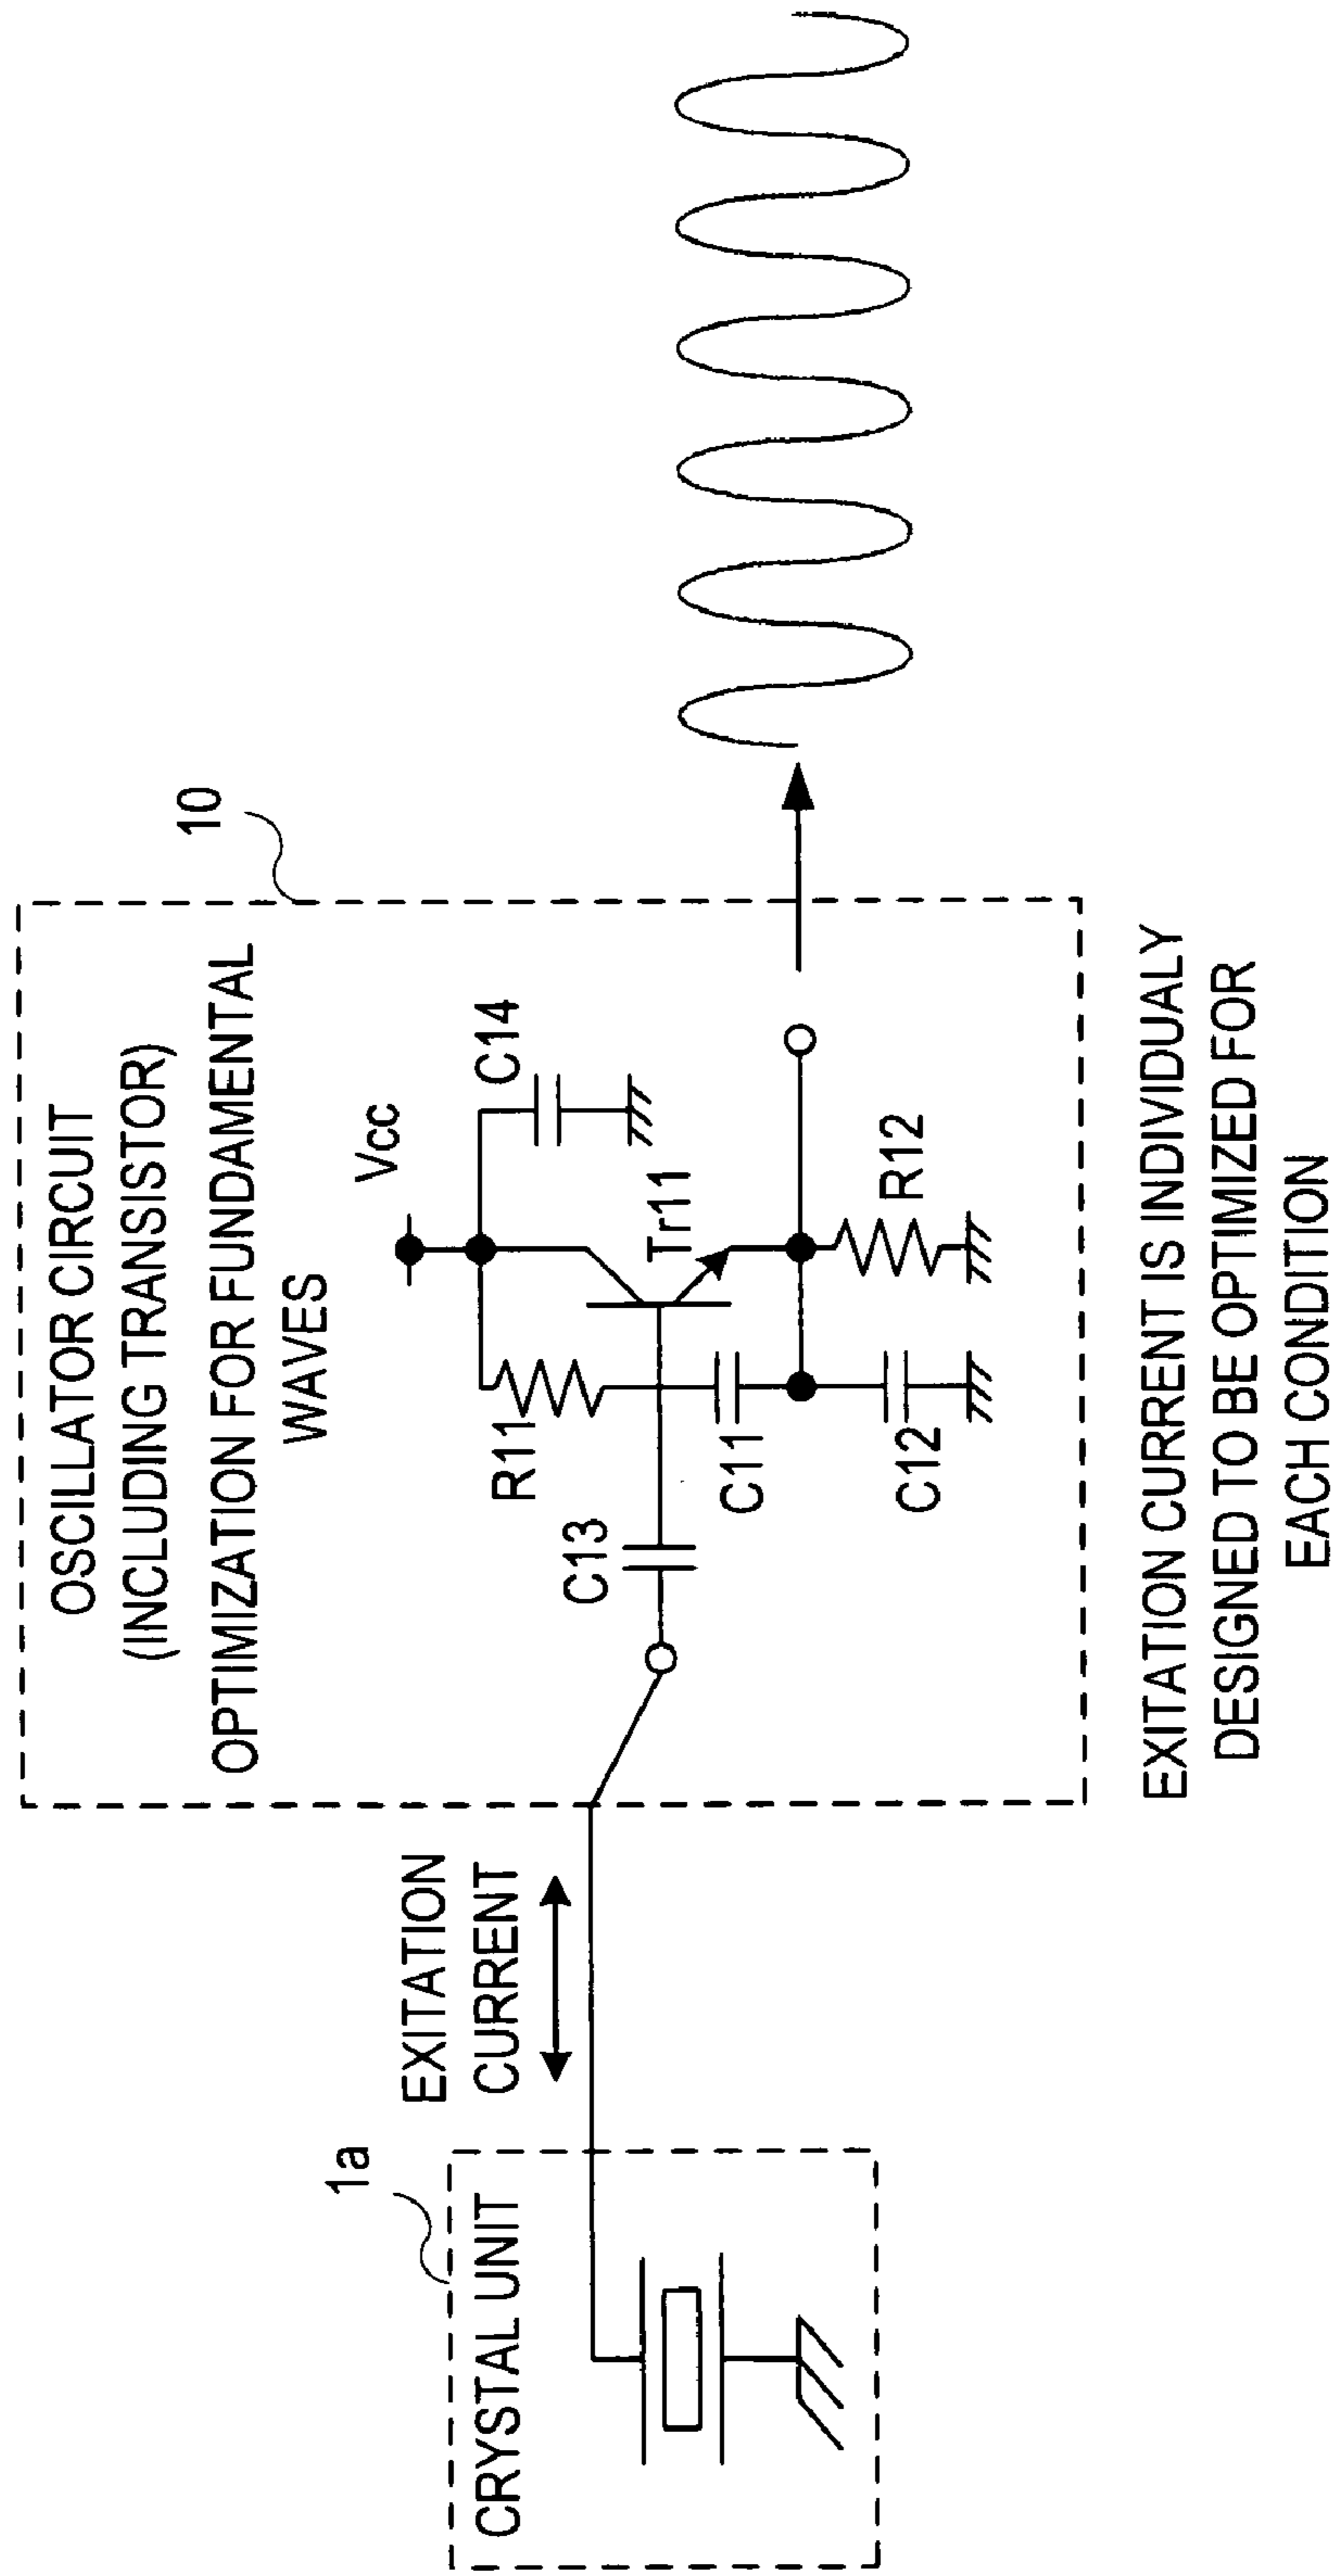 10
OSCILLATOR CIRCUIT
(INCLUDING TRANSISTOR)
OPTIMIZATION FOR FUNDAMENTAL
WAVES
Vcc
C14
R11
Tr11
C13
C11
R12
C12
EXITATION
CURRENT
1a
CRYSTAL UNIT
EXITATION CURRENT IS INDIVIDUALY
DESIGNED TO BE OPTIMIZED FOR
EACH CONDITION